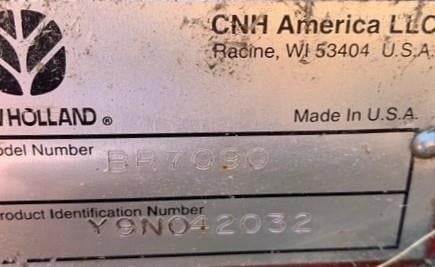 CNH America LLC
Racine, WI 53404 U.S.A.
HOLLAND ®
Made In U.S.A.
odel Number
BR7090
roduct Identification Number
Y9N042032